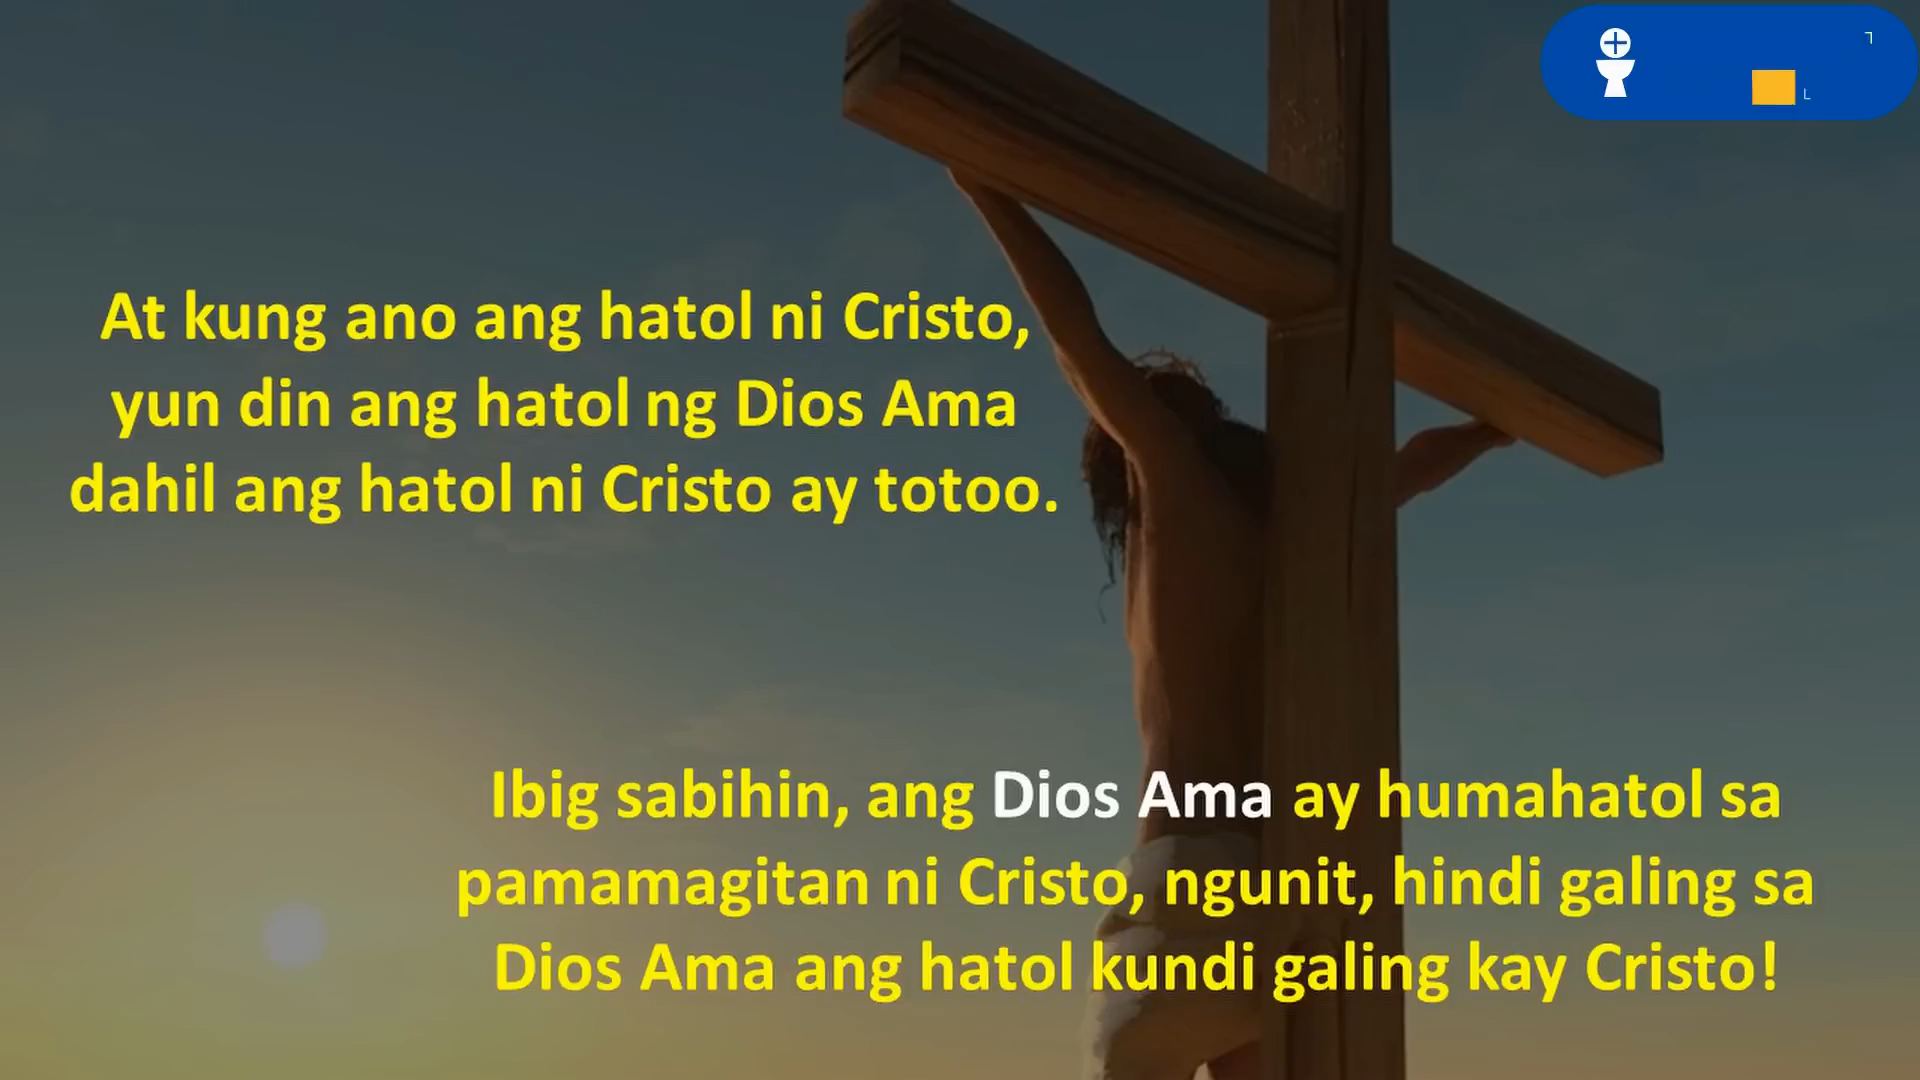 At kung ano ang hatol ni Cristo,
yun din ang hatol ng Dios Ama
dahil ang hatol ni Cristo ay totoo.
Ibig sabihin, ang Dios Ama ay humahatol sa
pamamagitan ni Cristo, ngunit, hindi galing sa
Dios Ama ang hatol kundi galing kay Cristo!